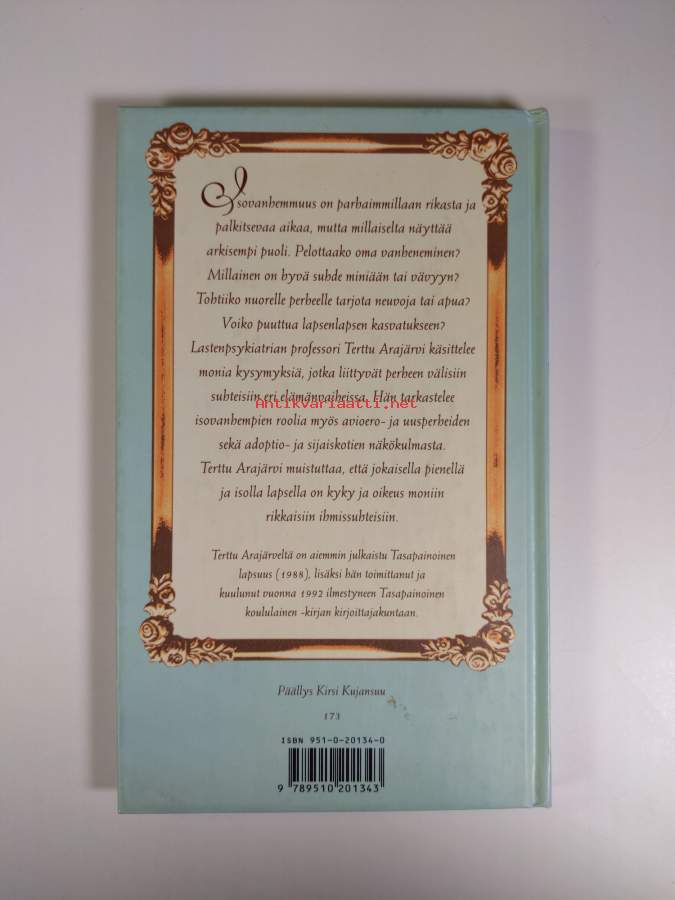 Isovanhemmuus on parhaimmillaan rikasta ja
palkitsevaa aikaa, mutta millaiselta näyttää
arkisempi puoli. Pelottaako oma vanheneminen?
Millainen on hyvä suhde miniään tai vävyyn?
Tohtiiko nuorelle perheelle tarjota neuvoja tai apua?
Voiko puuttua lapsenlapsen kasvatukseen?
Lastenpsykiatrian professori Terttu Arajärvi käsittelee
monia kysymyksiä, jotka liittyvät perheen välisiin
suhteisiin eri elämänvaiheissa. Hän tarkastelee
Antikvariaatti.net
isovanhempien roolia myös avioero- ja uusperheiden
sekä adoptio- ja sijaiskotien näkökulmasta.
Terttu Arajärvi muistuttaa, että jokaisella pienellä
ja isolla lapsella on kyky ja oikeus moniin
rikkaisiin ihmissuhteisiin.
Terttu Arajärveltä on aiemmin julkaistu Tasapainoinen
lapsuus (1988), lisäksi hän toimittanut ja
kuulunut vuonna 1992 ilmestyneen Tasapainoinen
koululainen -kirjan kirjoittajakuntaan.
Päällys Kirsi Kujansuu
173
ISBN 951-0-20134-0
9 789510 201343